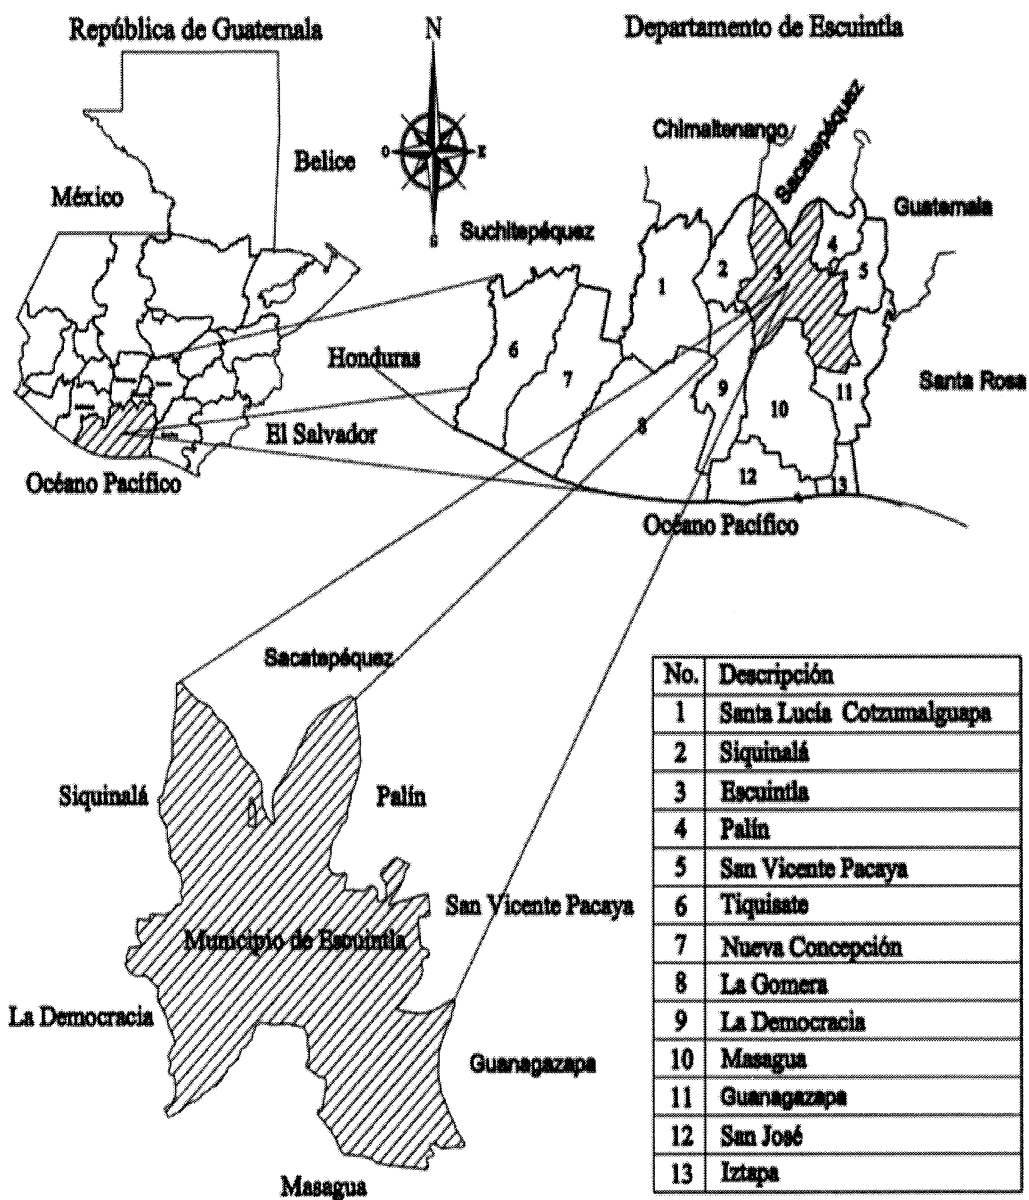 República de Guatemala
N
Departamento de Escuintla
Chimaltenango
Sacatepéquez
Belice
O
E
México
Guatemala
Suchitepéquez
S
4
2
3
5
1
6
Honduras
7
9
11
Santa Rosa
10
8
El Salvador
12
13
Océano Pacífico
Océano Pacífico
Sacatepéquez
Siquinalá
Palín
San Vicente Pacaya
Municipio de Escuintla
La Democracia
Guanagazapa
Masagua
No. Descripción
1 Santa Lucía Cotzumalguapa
2 Siquinalá
3 Escuintla
4 Palín
5 San Vicente Pacaya
6 Tiquisate
7 Nueva Concepción
8 La Gomera
9 La Democracia
10 Masagua
11 Guanagazapa
12 San José
13 Iztapa